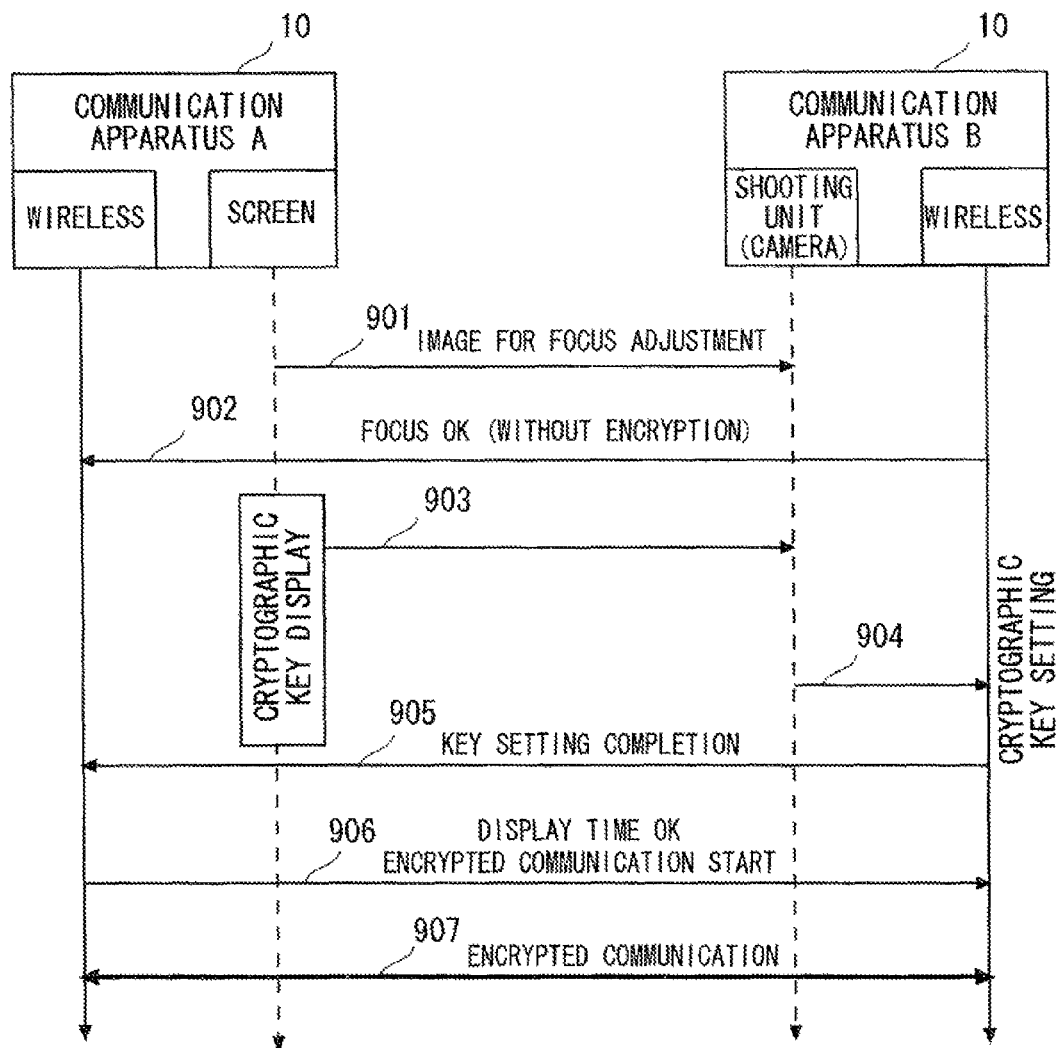 10
10
COMMUNICATION
APPARATUS A
COMMUNICATION
APPARATUS B
WIRELESS
SCREEN
SHOOTING
UNIT
(CAMERA)
WIRELESS
901
IMAGE FOR FOCUS ADJUSTMENT
902
FOCUS OK (WITHOUT ENCRYPTION)
CRYPTOGRAPHIC
KEY DISPLAY
903
904
CRYPTOGRAPHIC
KEY SETTING
905
KEY SETTING COMPLETION
906
DISPLAY TIME OK
ENCRYPTED COMMUNICATION START
907
ENCRYPTED COMMUNICATION